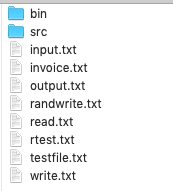 bin
src
input.txt
invoice.txt
output.txt
randwrite.txt
read.txt
rtest.txt
testfile.txt
write.txt